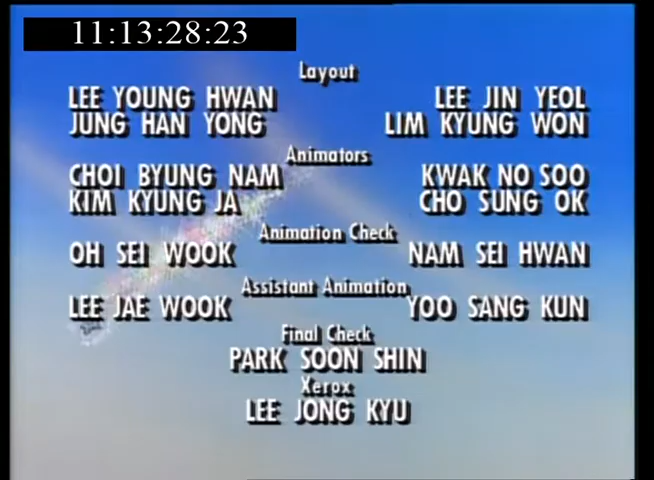 11:13:28:23
Layout
LEE YOUNG HWAN LEE JIN YEOL
JUNG HAN YONG LIM KYUNG WON
Animators
CHOI BYUNG NAM KWAK NO SOO
KIM KYUNG JA CHO SUNG OK
Animation Check
OH SEI WOOK NAM SEI HWAN
Assistant Animation
LEE JAE WOOK YOO SANG KUN
Final Check
PARK SOON SHIN
Xerox
LEE JONG KYU